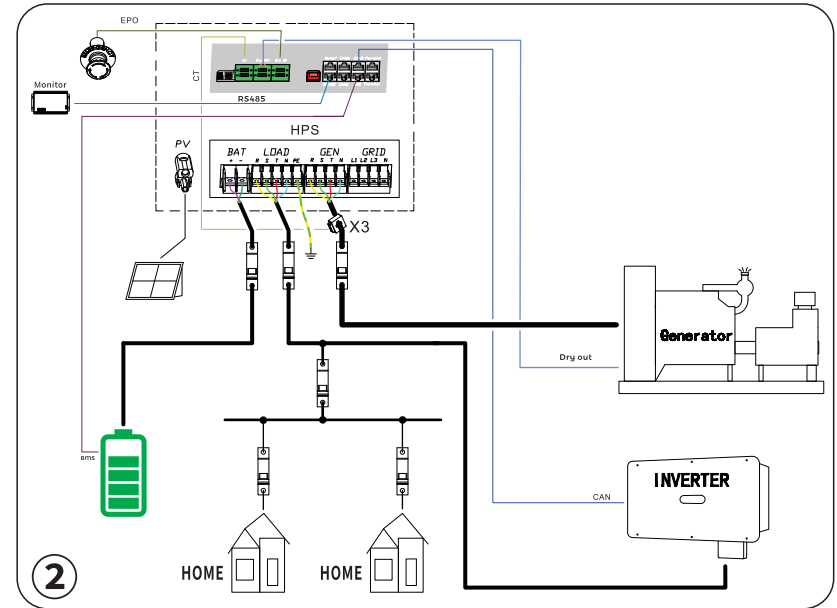 EPO
CT
Monitor
RS485
HPS
PV
BAT LOAD GEN GRID
+ - R S T N PE R S T N L1 L2 L3 N
X3
Generator
Dry out
BMS
INVERTER
CAN
HOME
HOME
2